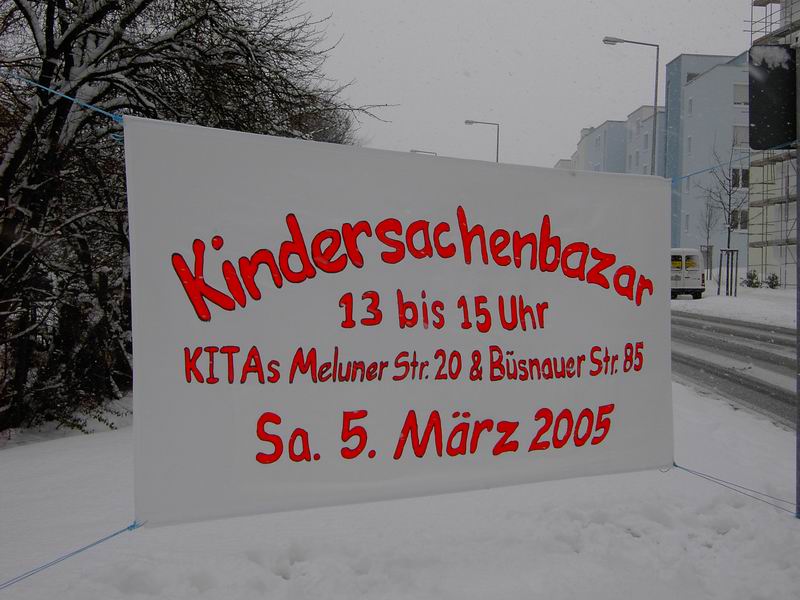 Kindersachenbazar
13 bis 15 Uhr
KITAs Meluner Str. 20 & Büsnauer Str. 85
Sa. 5. März 2005